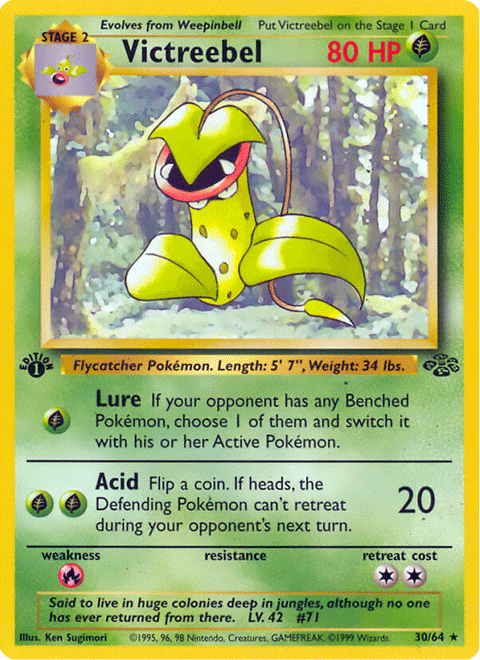 Evolves from Weepinbell Put Victreebel on the Stage 1 Card
STAGE 2
Victreebel 80 HP
EDITION
1
Flycatcher Pokémon. Length: 5' 7", Weight: 34 lbs.
Lure If your opponent has any Benched
Pokémon, choose 1 of them and switch it
with his or her Active Pokémon.
Acid Flip a coin. If heads, the
Defending Pokémon can't retreat
during your opponent's next turn.
20
weakness resistance retreat cost
Said to live in huge colonies deep in jungles, although no one
has ever returned from there. LV. 42 #71
Illus. Ken Sugimori ©1995, 96, 98 Nintendo, Creatures, GAMEFREAK. ©1999 Wizards. 30/64 ★